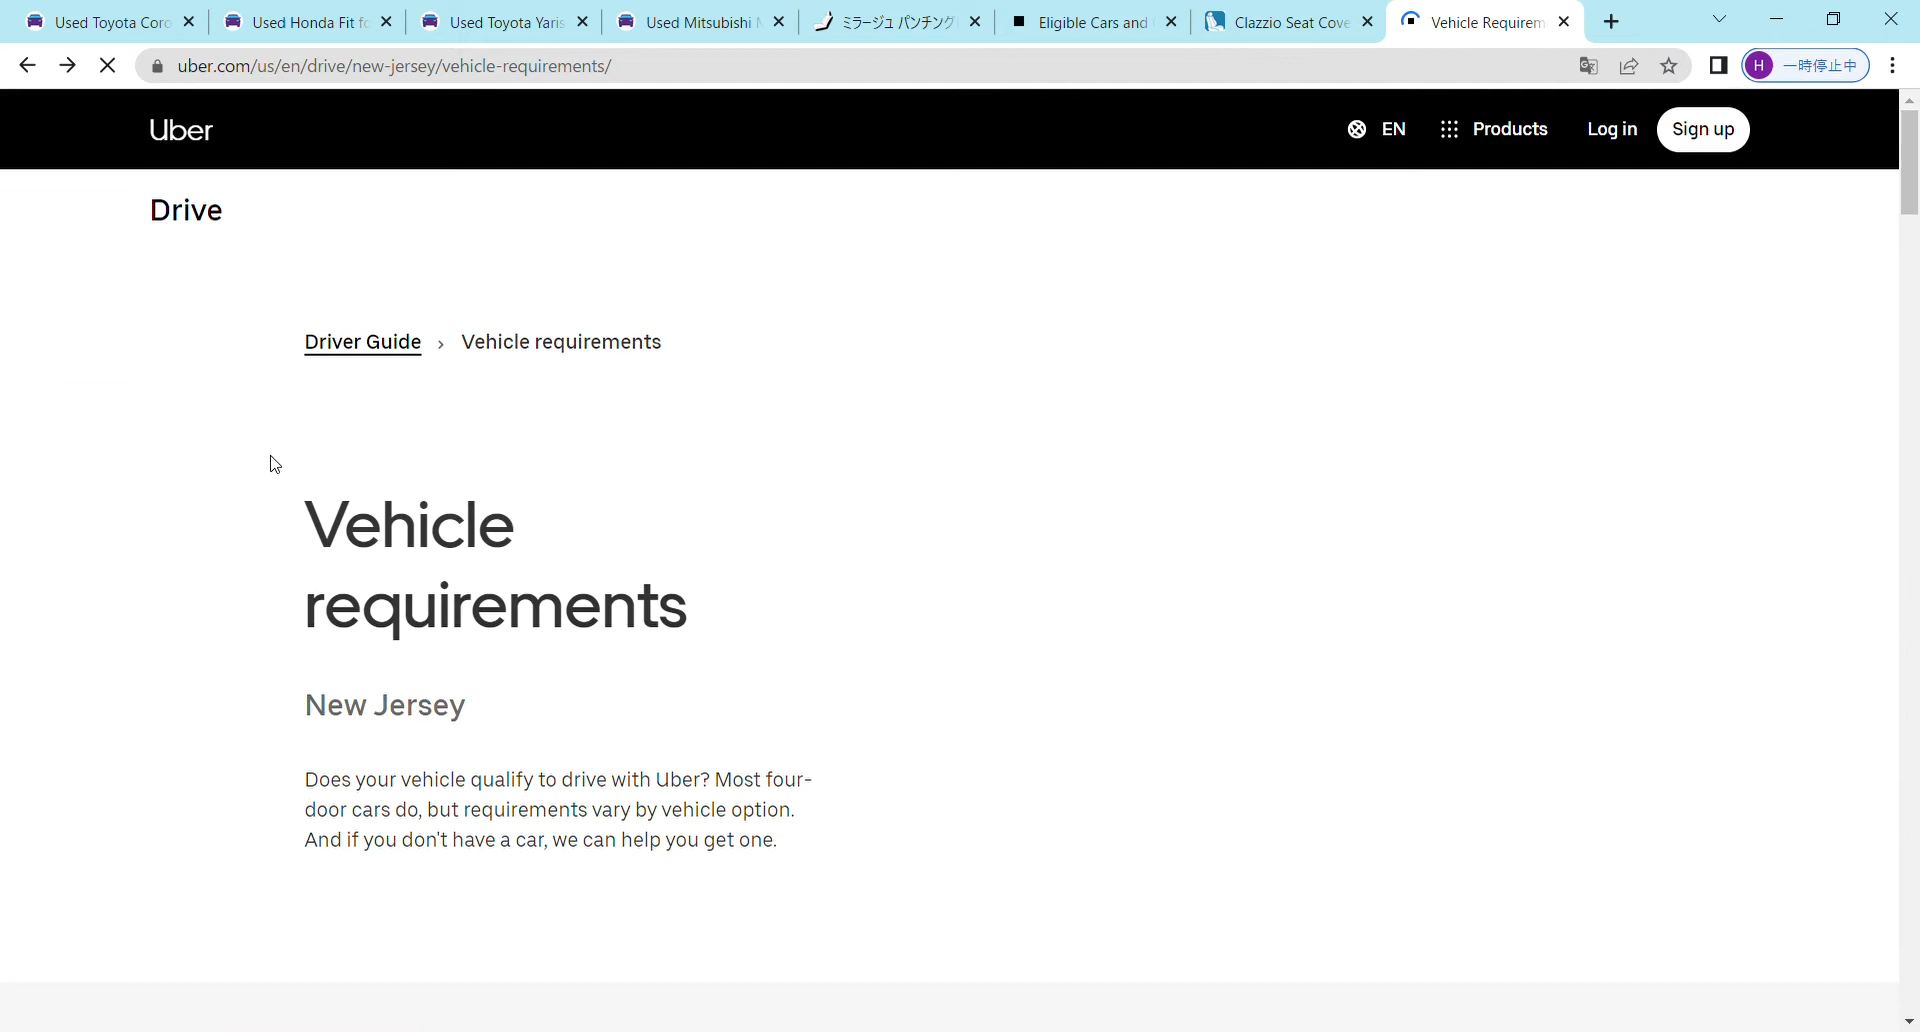 Used Toyota Coro
Used Honda Fit fo
Used Toyota Yaris
Used Mitsubishi M
ミラージュ パンチング
Eligible Cars and
Clazzio Seat Cove
Vehicle Requirem
uber.com/us/en/drive/new-jersey/vehicle-requirements/
H 一時停止中
Uber
EN
Products
Log in
Sign up
Drive
Driver Guide › Vehicle requirements
Vehicle
requirements
New Jersey
Does your vehicle qualify to drive with Uber? Most four-
door cars do, but requirements vary by vehicle option.
And if you don't have a car, we can help you get one.